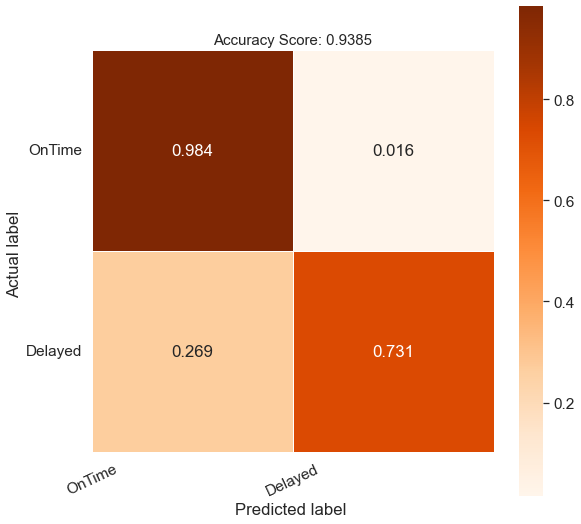 Accuracy Score: 0.9385
Actual label
OnTime
0.984
0.016
Delayed
0.269
0.731
OnTime
Delayed
Predicted label
0.8
0.6
0.4
0.2